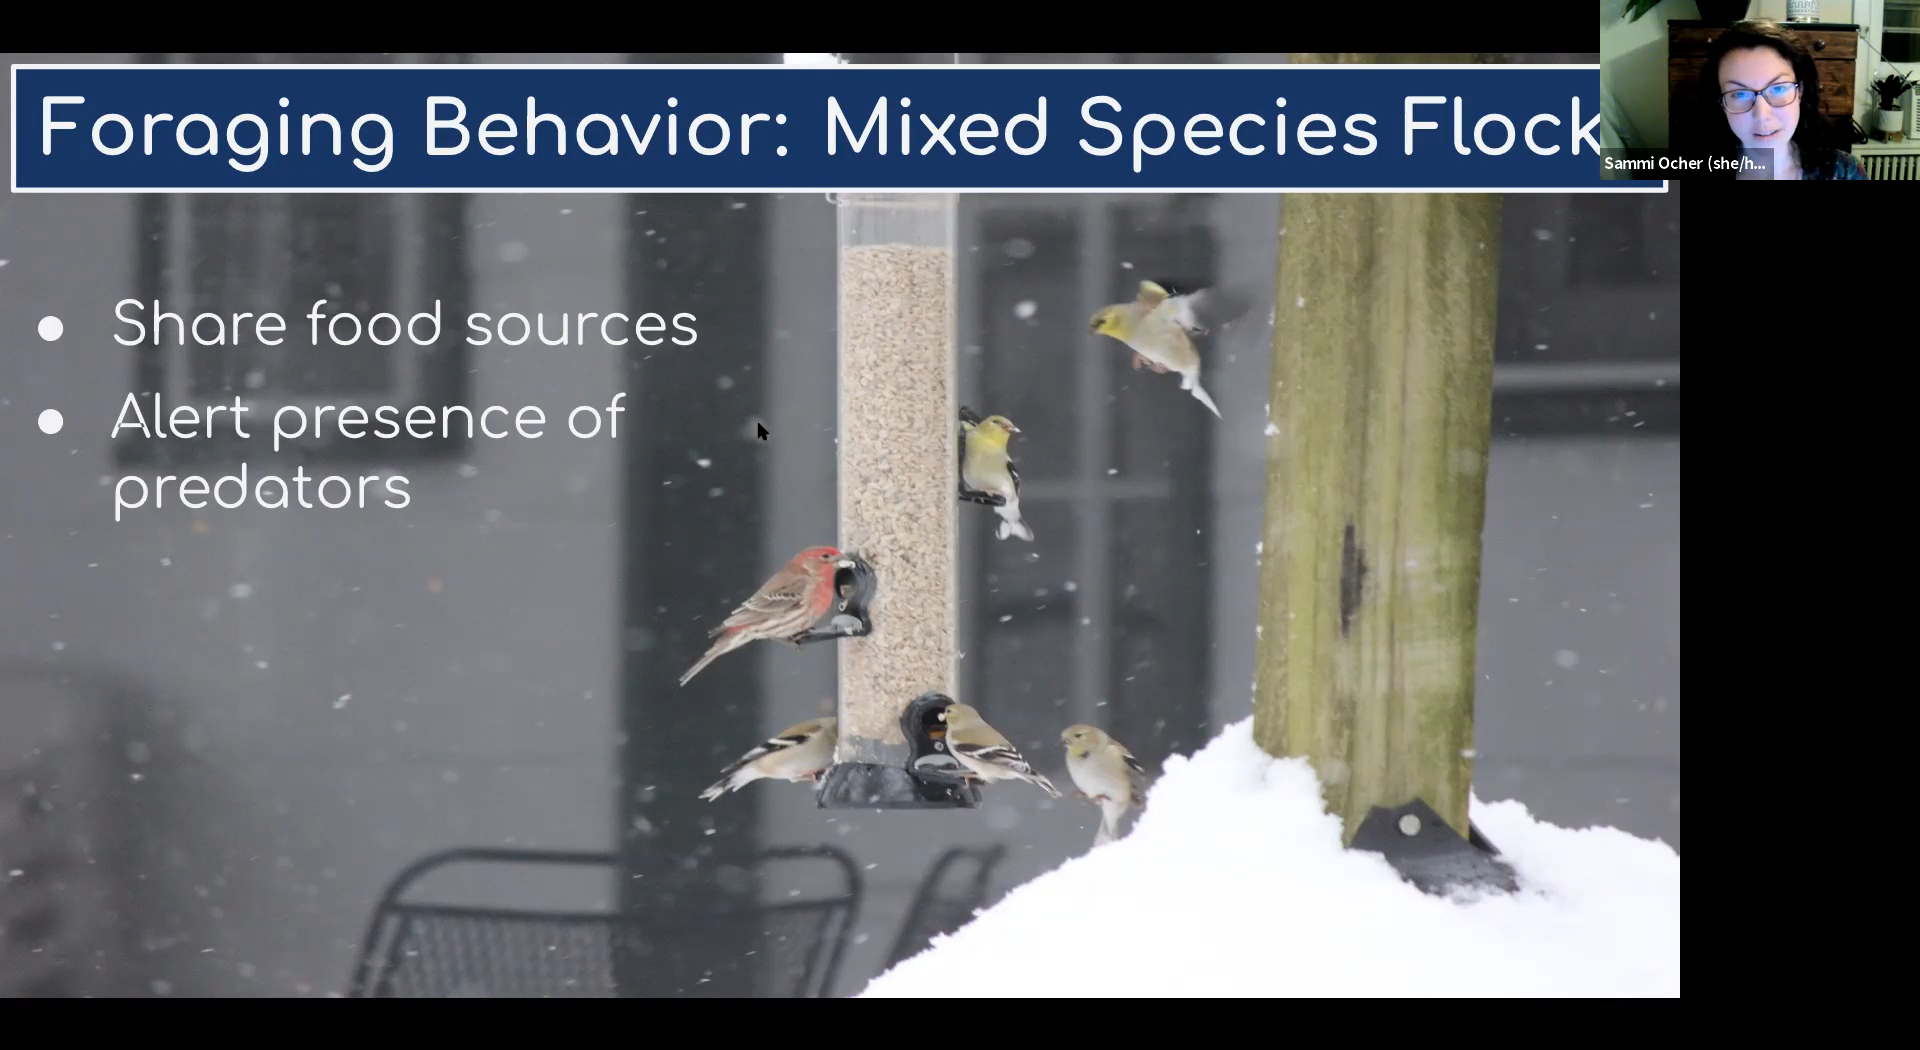 Foraging Behavior: Mixed Species Flock
Sammi Ocher (she/h...
● Share food sources
● Alert presence of
predators